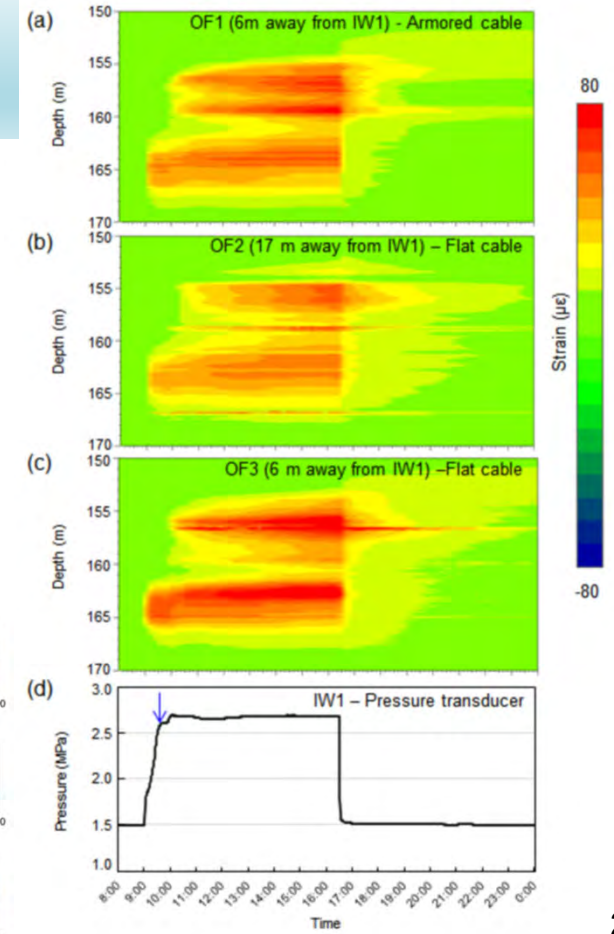 (a)
OF1 (6m away from IW1) - Armored cable
150
155
160
165
170
Depth (m)
(b)
OF2 (17 m away from IW1) – Flat cable
150
155
160
165
170
Depth (m)
(c)
OF3 (6 m away from IW1) –Flat cable
150
155
160
165
170
Depth (m)
80
Strain (με)
-80
(d)
IW1 – Pressure transducer
3.0
2.5
2.0
1.5
1.0
Pressure (MPa)
8:00 9:00 10:00 11:00 12:00 13:00 14:00 15:00 16:00 17:00 18:00 19:00 20:00 21:00 22:00 23:00 0:00
Time